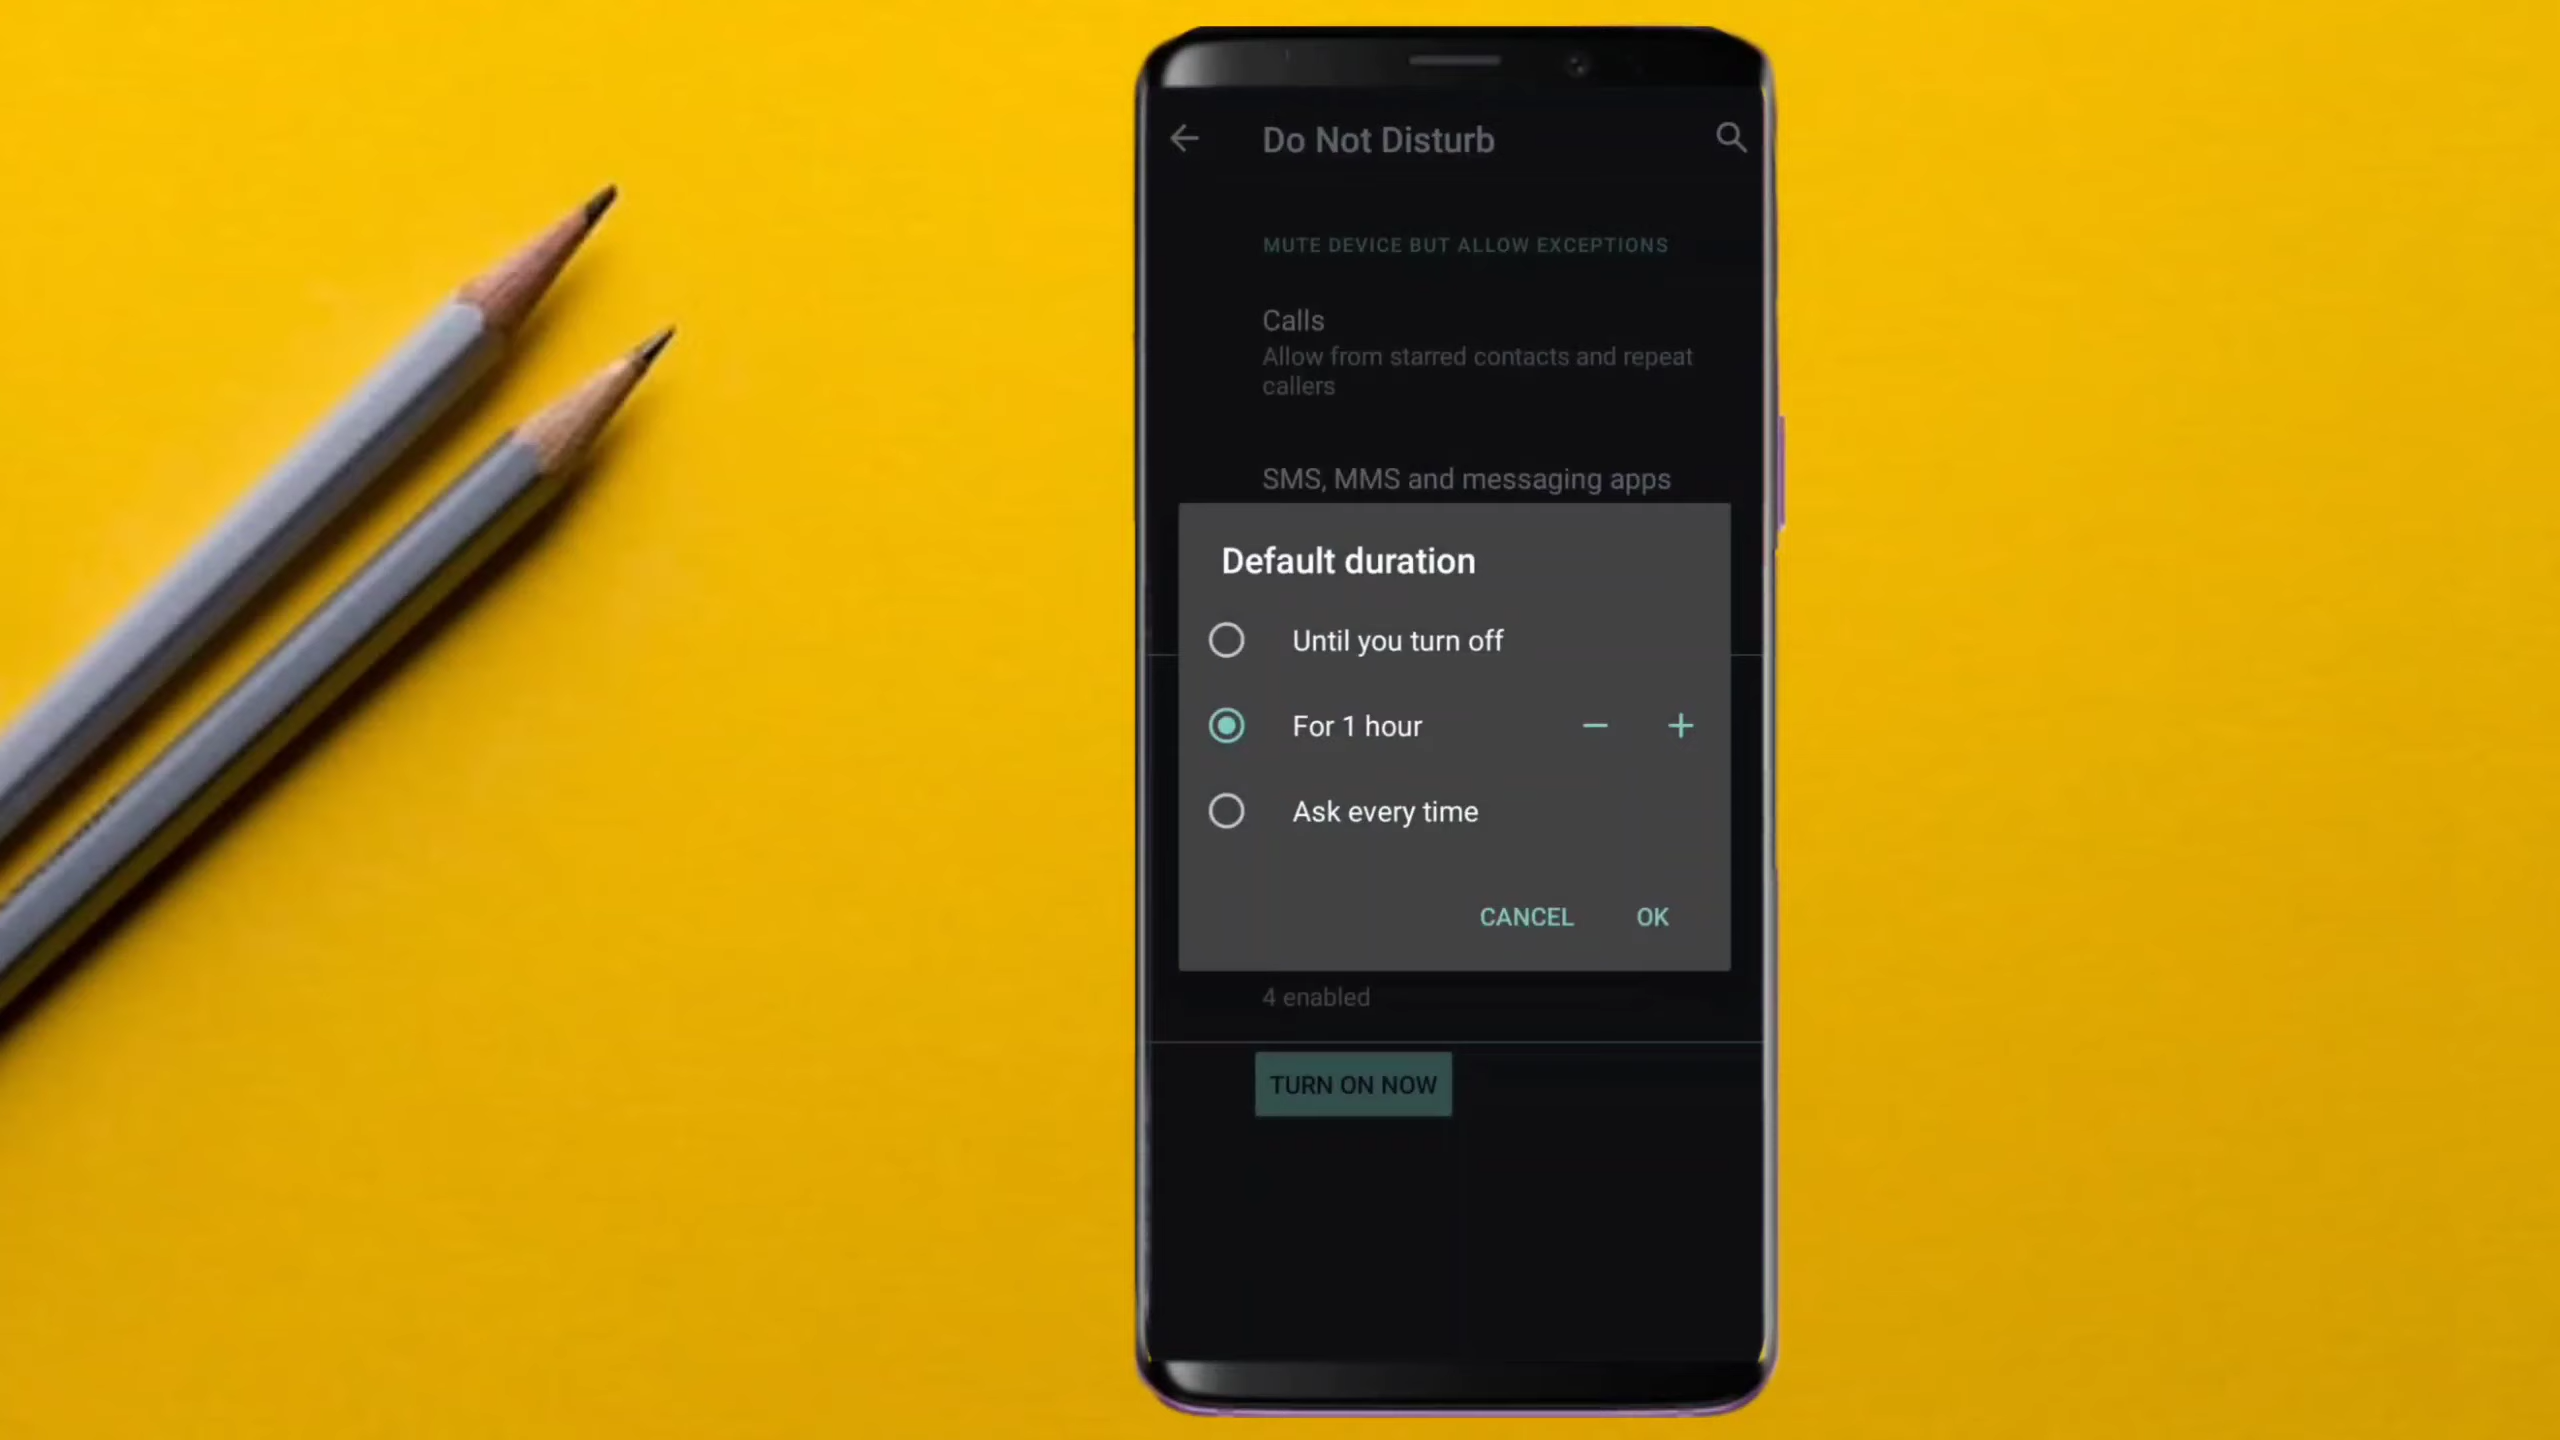 Do Not Disturb
MUTE DEVICE BUT ALLOW EXCEPTIONS
Calls
Allow from starred contacts and repeat
callers
SMS, MMS and messaging apps
Default duration
Until you turn off
For 1 hour
Ask every time
CANCEL
OK
4 enabled
TURN ON NOW